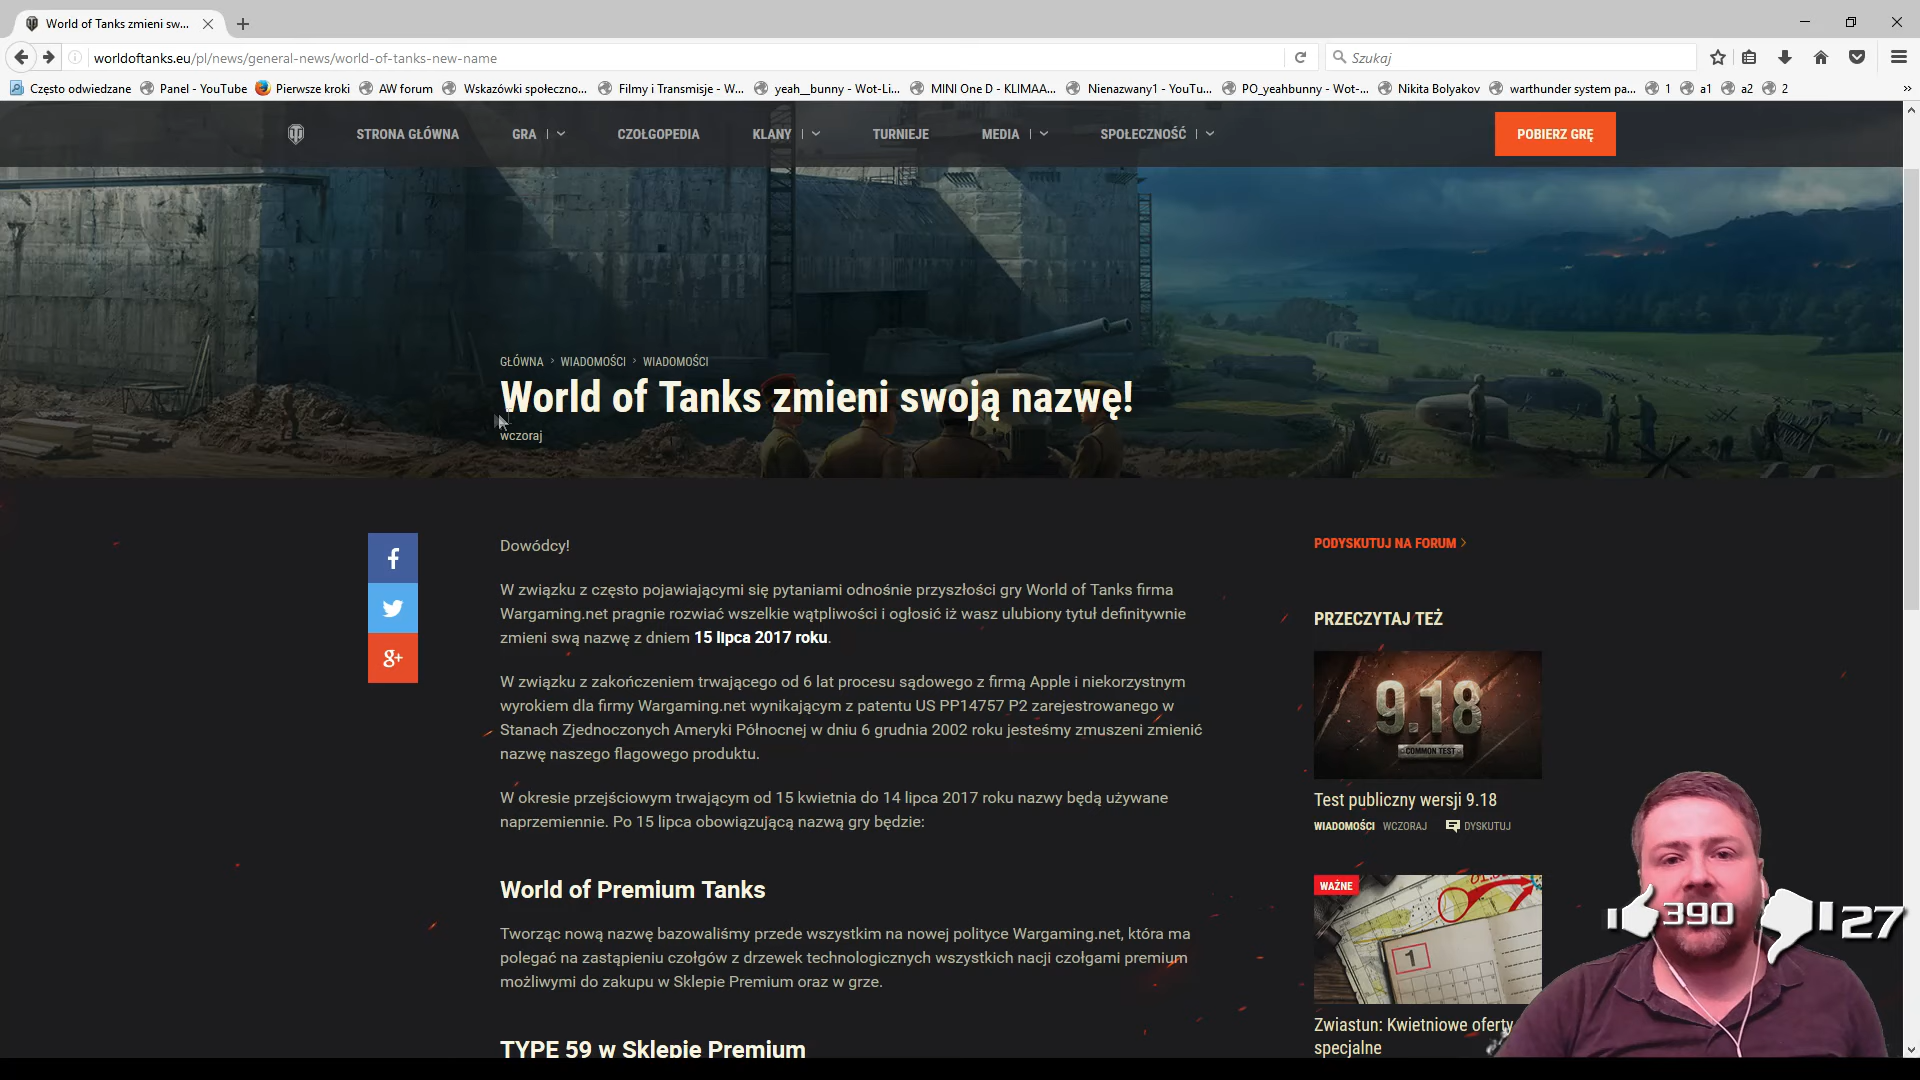 World of Tanks zmieni sw...
worldoftanks.eu/pl/news/general-news/world-of-tanks-new-name
Szukaj
Często odwiedzane
Panel - YouTube
Pierwsze kroki
AW forum
Wskazówki społeczno...
Filmy i Transmisje - W...
yeah__bunny - Wot-Li...
MINI One D - KLIMAA...
Nienazwany1 - YouTu...
PO_yeahbunny - Wot-...
Nikita Bolyakov
warthunder system pa...
1
a1
a2
2
STRONA GŁÓWNA
GRA
CZOŁGOPEDIA
KLANY
TURNIEJE
MEDIA
SPOŁECZNOŚĆ
POBIERZ GRĘ
GŁÓWNA > WIADOMOŚCI > WIADOMOŚCI
World of Tanks zmieni swoją nazwę!
wczoraj
Dowódcy!
W związku z często pojawiającymi się pytaniami odnośnie przyszłości gry World of Tanks firma
Wargaming.net pragnie rozwiać wszelkie wątpliwości i ogłosić iż wasz ulubiony tytuł definitywnie
zmieni swą nazwę z dniem 15 lipca 2017 roku.
W związku z zakończeniem trwającego od 6 lat procesu sądowego z firmą Apple i niekorzystnym
wyrokiem dla firmy Wargaming.net wynikającym z patentu US PP14757 P2 zarejestrowanego w
Stanach Zjednoczonych Ameryki Północnej w dniu 6 grudnia 2002 roku jesteśmy zmuszeni zmienić
nazwę naszego flagowego produktu.
W okresie przejściowym trwającym od 15 kwietnia do 14 lipca 2017 roku nazwy będą używane
naprzemiennie. Po 15 lipca obowiązującą nazwą gry będzie:
World of Premium Tanks
Tworząc nową nazwę bazowaliśmy przede wszystkim na nowej polityce Wargaming.net, która ma
polegać na zastąpieniu czołgów z drzewek technologicznych wszystkich nacji czołgami premium
możliwymi do zakupu w Sklepie Premium oraz w grze.
TYPE 59 w Sklepie Premium
f
g+
PODYSKUTUJ NA FORUM >
PRZECZYTAJ TEŻ
9.18
COMMON TEST
Test publiczny wersji 9.18
WIADOMOŚCI WCZORAJ DYSKUTUJ
WAŻNE
1
Zwiastun: Kwietniowe oferty
specjalne
390
27